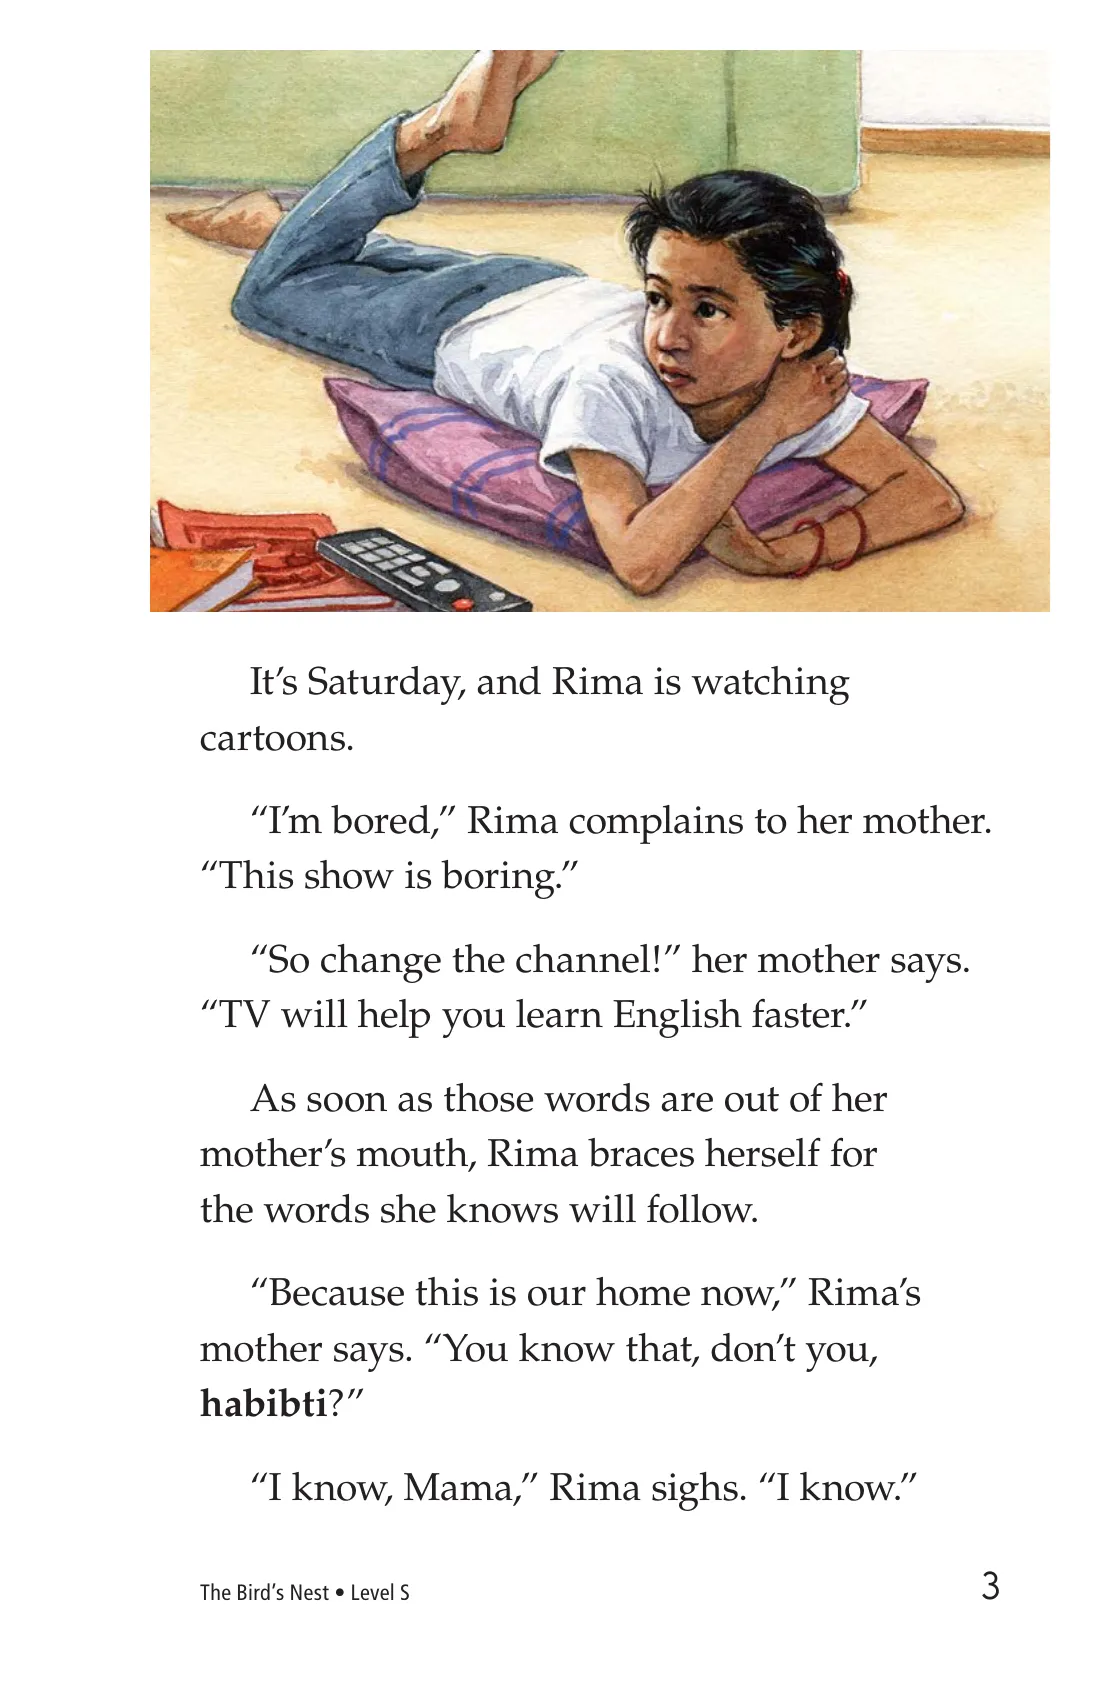 It’s Saturday, and Rima is watching
cartoons.
“I’m bored,” Rima complains to her mother.
“This show is boring.”
“So change the channel!” her mother says.
“TV will help you learn English faster.”
As soon as those words are out of her
mother’s mouth, Rima braces herself for
the words she knows will follow.
“Because this is our home now,” Rima’s
mother says. “You know that, don’t you,
habibti?”
“I know, Mama,” Rima sighs. “I know.”
The Bird’s Nest • Level S
3